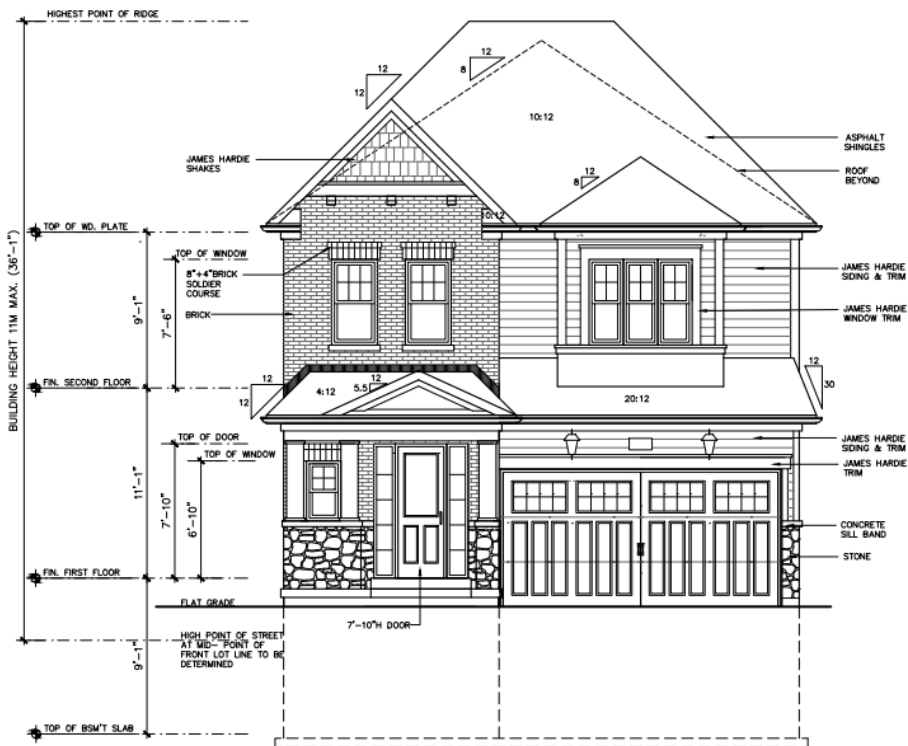 HIGHEST POINT OF RIDGE
12
8
12
12
10:12
ASPHALT
SHINGLES
JAMES HARDIE
SHAKES
ROOF
BEYOND
12
8
10:12
TOP OF WD. PLATE
TOP OF WINDOW
8"+4"BRICK
SOLDIER
COURSE
JAMES HARDIE
SIDING & TRIM
BRICK
JAMES HARDIE
WINDOW TRIM
BUILDING HEIGHT 11M MAX. (36'-1")
9'-1"
7'-6"
FIN. SECOND FLOOR
12
12
4:12
12
5.5
20:12
12
30
TOP OF DOOR
TOP OF WINDOW
JAMES HARDIE
SIDING & TRIM
JAMES HARDIE
TRIM
11'-1"
7'-10"
6'-10"
CONCRETE
SILL BAND
STONE
FIN. FIRST FLOOR
FLAT GRADE
7'-10"H DOOR
HIGH POINT OF STREET
AT MID- POINT OF
FRONT LOT LINE TO BE
DETERMINED
9'-1"
TOP OF BSM'T SLAB